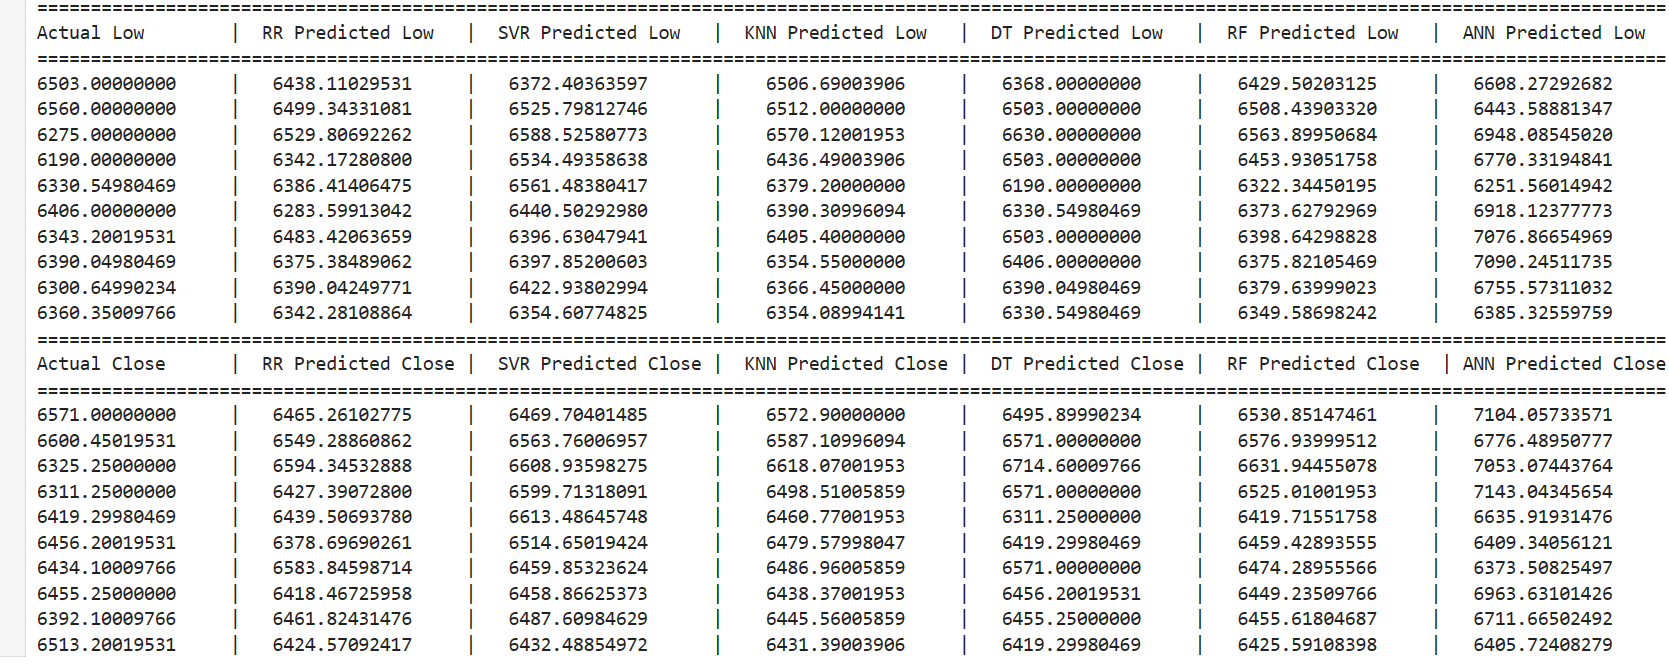 Actual Low | RR Predicted Low | SVR Predicted Low | KNN Predicted Low | DT Predicted Low | RF Predicted Low | ANN Predicted Low
6503.00000000 | 6438.11029531 | 6372.40363597 | 6506.69003906 | 6368.00000000 | 6429.50203125 | 6608.27292682
6560.00000000 | 6499.34331081 | 6525.79812746 | 6512.00000000 | 6503.00000000 | 6508.43903320 | 6443.58881347
6275.00000000 | 6529.80692262 | 6588.52580773 | 6570.12001953 | 6630.00000000 | 6563.89950684 | 6948.08545020
6190.00000000 | 6342.17280800 | 6534.49358638 | 6436.49003906 | 6503.00000000 | 6453.93051758 | 6770.33194841
6330.54980469 | 6386.41406475 | 6561.48380417 | 6379.20000000 | 6190.00000000 | 6322.34450195 | 6251.56014942
6406.00000000 | 6283.59913042 | 6440.50292980 | 6390.30996094 | 6330.54980469 | 6373.62792969 | 6918.12377773
6343.20019531 | 6483.42063659 | 6396.63047941 | 6405.40000000 | 6503.00000000 | 6398.64298828 | 7076.86654969
6390.04980469 | 6375.38489062 | 6397.85200603 | 6354.55000000 | 6406.00000000 | 6375.82105469 | 7090.24511735
6300.64990234 | 6390.04249771 | 6422.93802994 | 6366.45000000 | 6390.04980469 | 6379.63999023 | 6755.57311032
6360.35009766 | 6342.28108864 | 6354.60774825 | 6354.08994141 | 6330.54980469 | 6349.58698242 | 6385.32559759
Actual Close | RR Predicted Close | SVR Predicted Close | KNN Predicted Close | DT Predicted Close | RF Predicted Close | ANN Predicted Close
6571.00000000 | 6465.26102775 | 6469.70401485 | 6572.90000000 | 6495.89990234 | 6530.85147461 | 7104.05733571
6600.45019531 | 6549.28860862 | 6563.76006957 | 6587.10996094 | 6571.00000000 | 6576.93999512 | 6776.48950777
6325.25000000 | 6594.34532888 | 6608.93598275 | 6618.07001953 | 6714.60009766 | 6631.94455078 | 7053.07443764
6311.25000000 | 6427.39072800 | 6599.71318091 | 6498.51005859 | 6571.00000000 | 6525.01001953 | 7143.04345654
6419.29980469 | 6439.50693780 | 6613.48645748 | 6460.77001953 | 6311.25000000 | 6419.71551758 | 6635.91931476
6456.20019531 | 6378.69690261 | 6514.65019424 | 6479.57998047 | 6419.29980469 | 6459.42893555 | 6409.34056121
6434.10009766 | 6583.84598714 | 6459.85323624 | 6486.96005859 | 6571.00000000 | 6474.28955566 | 6373.50825497
6455.25000000 | 6418.46725958 | 6458.86625373 | 6438.37001953 | 6456.20019531 | 6449.23509766 | 6963.63101426
6392.10009766 | 6461.82431476 | 6487.60984629 | 6445.56005859 | 6455.25000000 | 6455.61804687 | 6711.66502492
6513.20019531 | 6424.57092417 | 6432.48854972 | 6431.39003906 | 6419.29980469 | 6425.59108398 | 6405.72408279